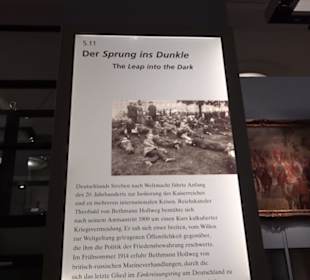 5.11
Der Sprung ins Dunkle
The Leap into the Dark
Deutschlands Streben nach Weltmacht führte Anfang
des 20. Jahrhunderts zur Isolierung des Kaiserreiches
und zu mehreren internationalen Krisen. Reichskanzler
Theobald von Bethmann Hollweg bemühte sich
nach seinem Amtsantritt 1909 um einen Kurs kalkulierter
Kriegsvermeidung. Er sah sich einer breiten, vom Willen
zur Weltgeltung getragenen Öffentlichkeit gegenüber,
die ihm die Politik der Friedensbewahrung erschwerte.
Im Frühsommer 1914 erfuhr Bethmann Hollweg von
britisch-russischen Marineverhandlungen, durch die
sich das letzte Glied im Einkreisungsring um Deutschland zu